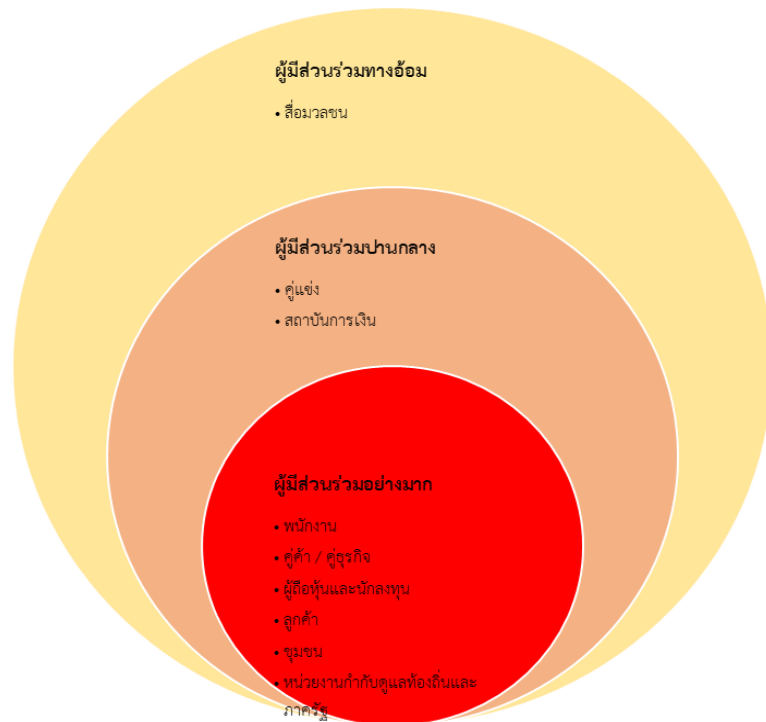 ผู้มีส่วนร่วมทางอ้อม
• สื่อมวลชน
ผู้มีส่วนร่วมปานกลาง
• คู่แข่ง
• สถาบันการเงิน
ผู้มีส่วนร่วมอย่างมาก
• พนักงาน
• คู่ค้า / คู่ธุรกิจ
• ผู้ถือหุ้นและนักลงทุน
• ลูกค้า
• ชุมชน
• หน่วยงานกำกับดูแลท้องถิ่นและ
ภาครัฐ